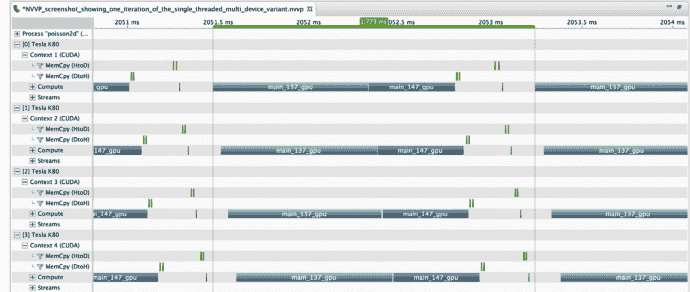 *NVVP_screenshot_showing_one_iteration_of_the_single_threaded_multi_device_variant.nvvp
2051 ms 2051.5 ms 2052 ms 1.773 ms 2052.5 ms 2053 ms 2053.5 ms 2054 ms
Process "poisson2d" (...
[0] Tesla K80
Context 1 (CUDA)
MemCpy (HtoD)
MemCpy (DtoH)
Compute _gpu main_137_gpu main_147_gpu main_137_gpu
Streams
[1] Tesla K80
Context 2 (CUDA)
MemCpy (HtoD)
MemCpy (DtoH)
Compute 147_gpu main_137_gpu main_147_gpu main_137_gpu
Streams
[2] Tesla K80
Context 3 (CUDA)
MemCpy (HtoD)
MemCpy (DtoH)
Compute n_147_gpu main_137_gpu main_147_gpu main_137_gpu
Streams
[3] Tesla K80
Context 4 (CUDA)
MemCpy (HtoD)
MemCpy (DtoH)
Compute main_147_gpu main_137_gpu main_147_gpu main_137_gpu
Streams